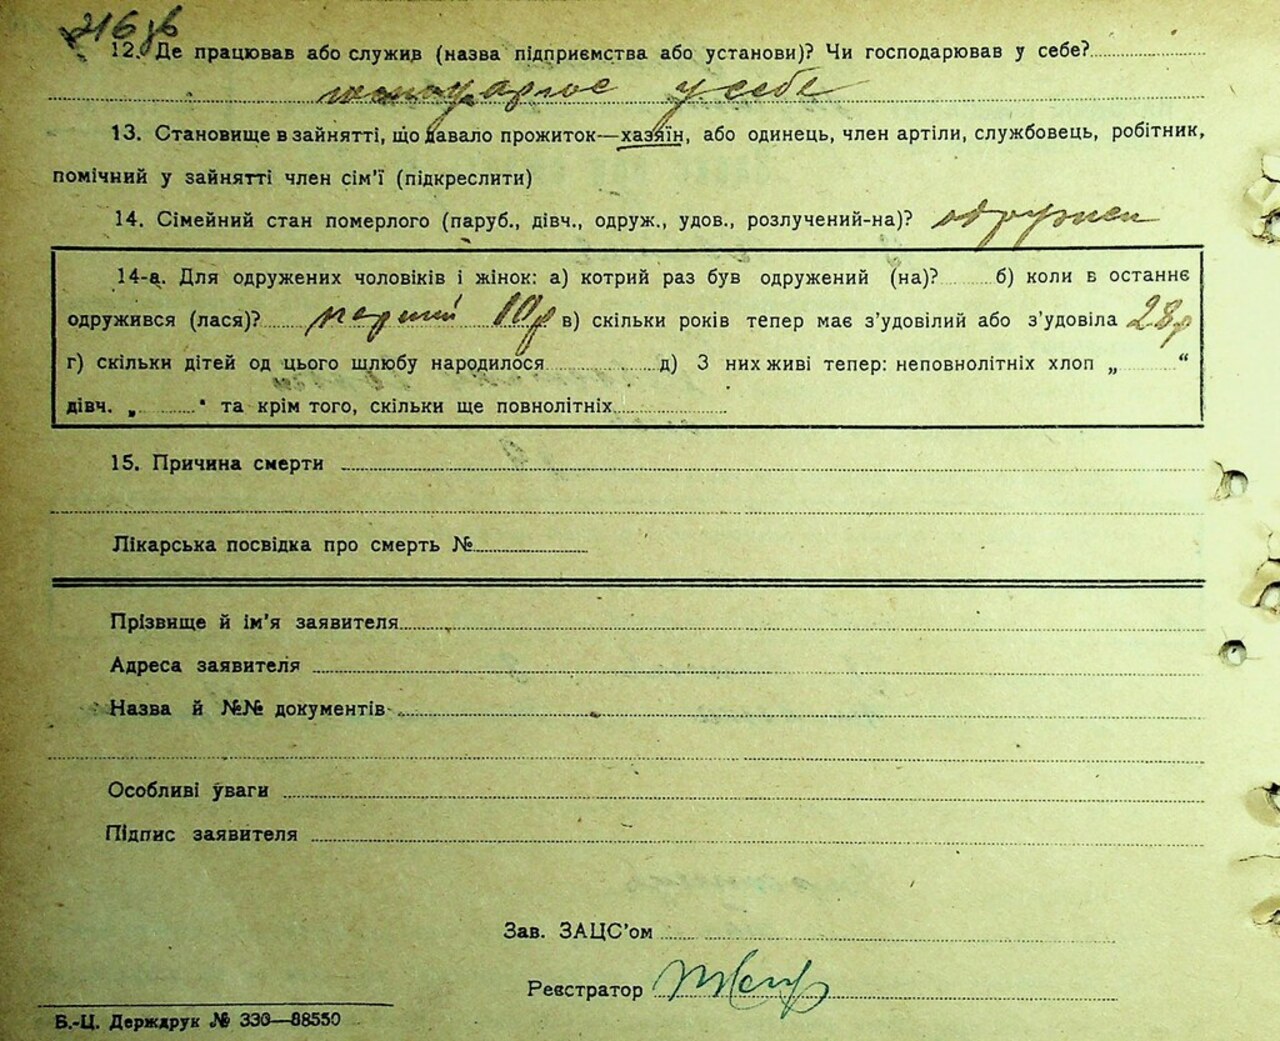 216зв
12. Де працював або служив (назва підприємства або установи)? Чи господарював у себе?
господарює у себе
13. Становище в зайнятті, що давало прожиток—хазяїн, або одинець, член артіли, службовець, робітник,
помічний у зайнятті член сім'ї (підкреслити)
14. Сімейний стан померлого (паруб., дівч., одруж., удов., розлучений-на)? одружен
14-а. Для одружених чоловіків і жінок: а) котрий раз був одружений (на)? б) коли в останнє
одружився (лася)? перший 10р в) скільки років тепер має з'удовілий або з'удовіла 28р
г) скільки дітей од цього шлюбу народилося д) З них живі тепер: неповнолітніх хлоп „ “
дівч. „ “ та крім того, скільки ще повнолітніх
15. Причина смерти
Лікарська посвідка про смерть №
Прізвище й ім'я заявителя
Адреса заявителя
Назва й №№ документів
Особливі уваги
Підпис заявителя
Зав. ЗАЦС'ом
Реєстратор
Б.-Ц. Держдрук № 330—88550